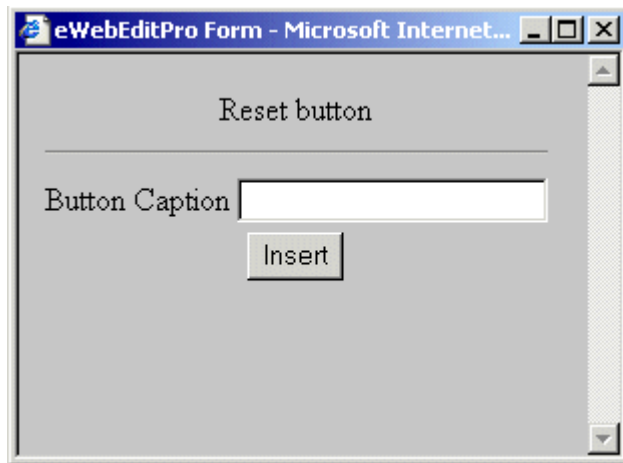 eWebEditPro Form - Microsoft Internet...
Reset button
Button Caption
Insert